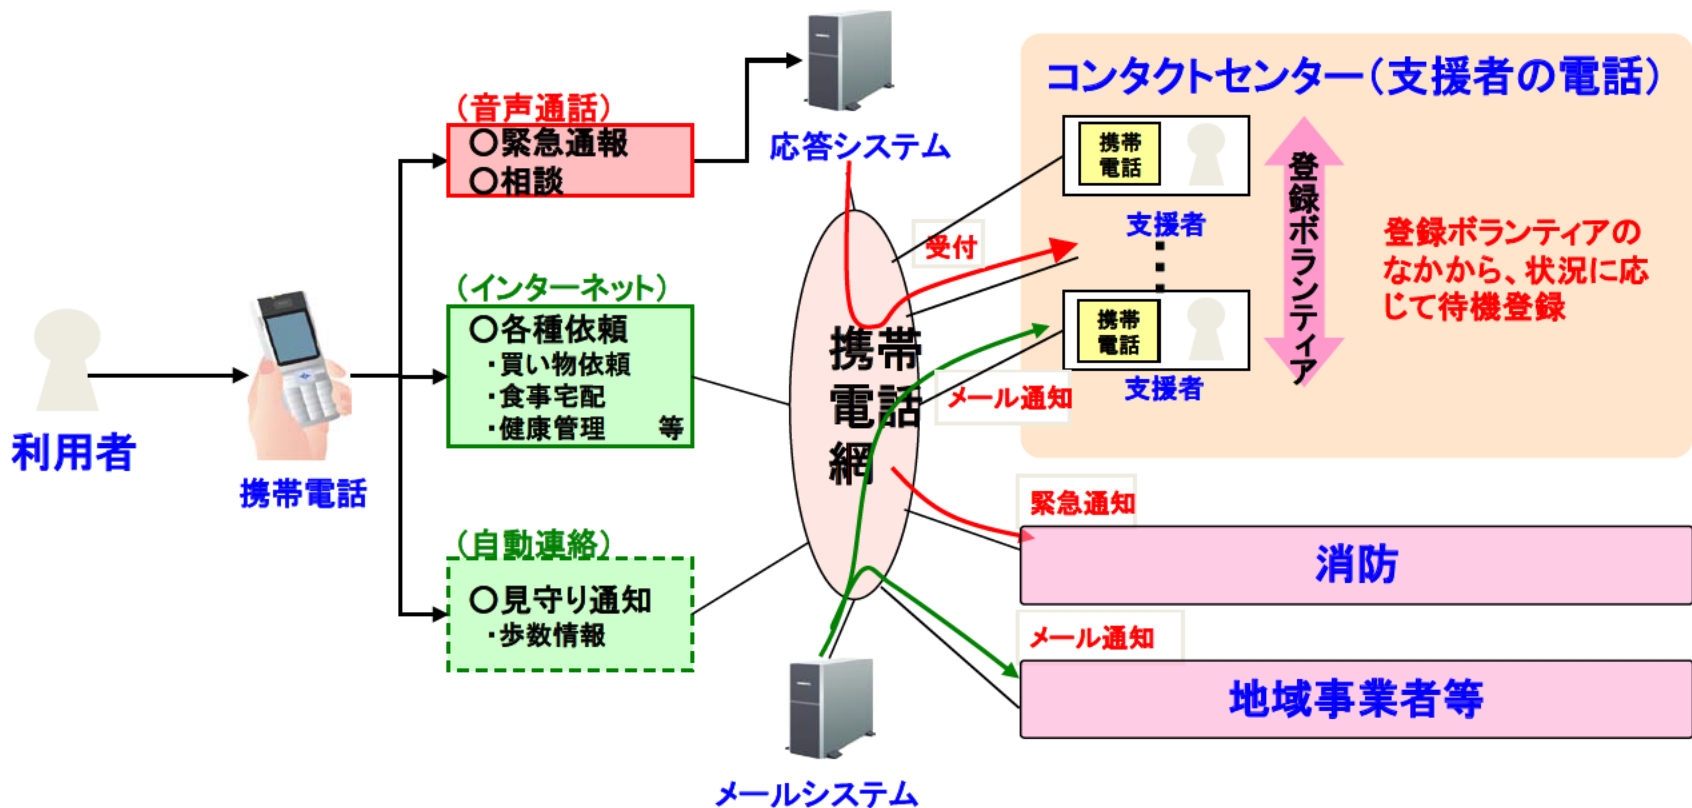 利用者
携帯電話
（音声通話）
○緊急通報
○相談
（インターネット）
○各種依頼
・買い物依頼
・食事宅配
・健康管理　等
（自動連絡）
○見守り通知
・歩数情報
応答システム
携帯
電話
網
メールシステム
受付
メール通知
緊急通知
メール通知
コンタクトセンター（支援者の電話）
携帯
電話
支援者
携帯
電話
支援者
登録ボランティア
登録ボランティアの
なかから、状況に応
じて待機登録
消防
地域事業者等